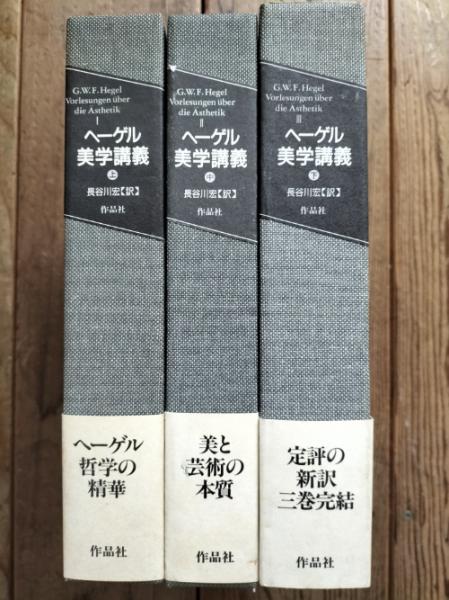 G.W.F. Hegel
Vorlesungen über
die Ästhetik
I
ヘーゲル
美学講義
上
長谷川宏【訳】
作品社
ヘーゲル
哲学の
精華
作品社
G.W.F. Hegel
Vorlesungen über
die Ästhetik
II
ヘーゲル
美学講義
中
長谷川宏【訳】
作品社
美と
芸術の
本質
作品社
G.W.F. Hegel
Vorlesungen über
die Ästhetik
III
ヘーゲル
美学講義
下
長谷川宏【訳】
作品社
定評の
新訳
三巻完結
作品社